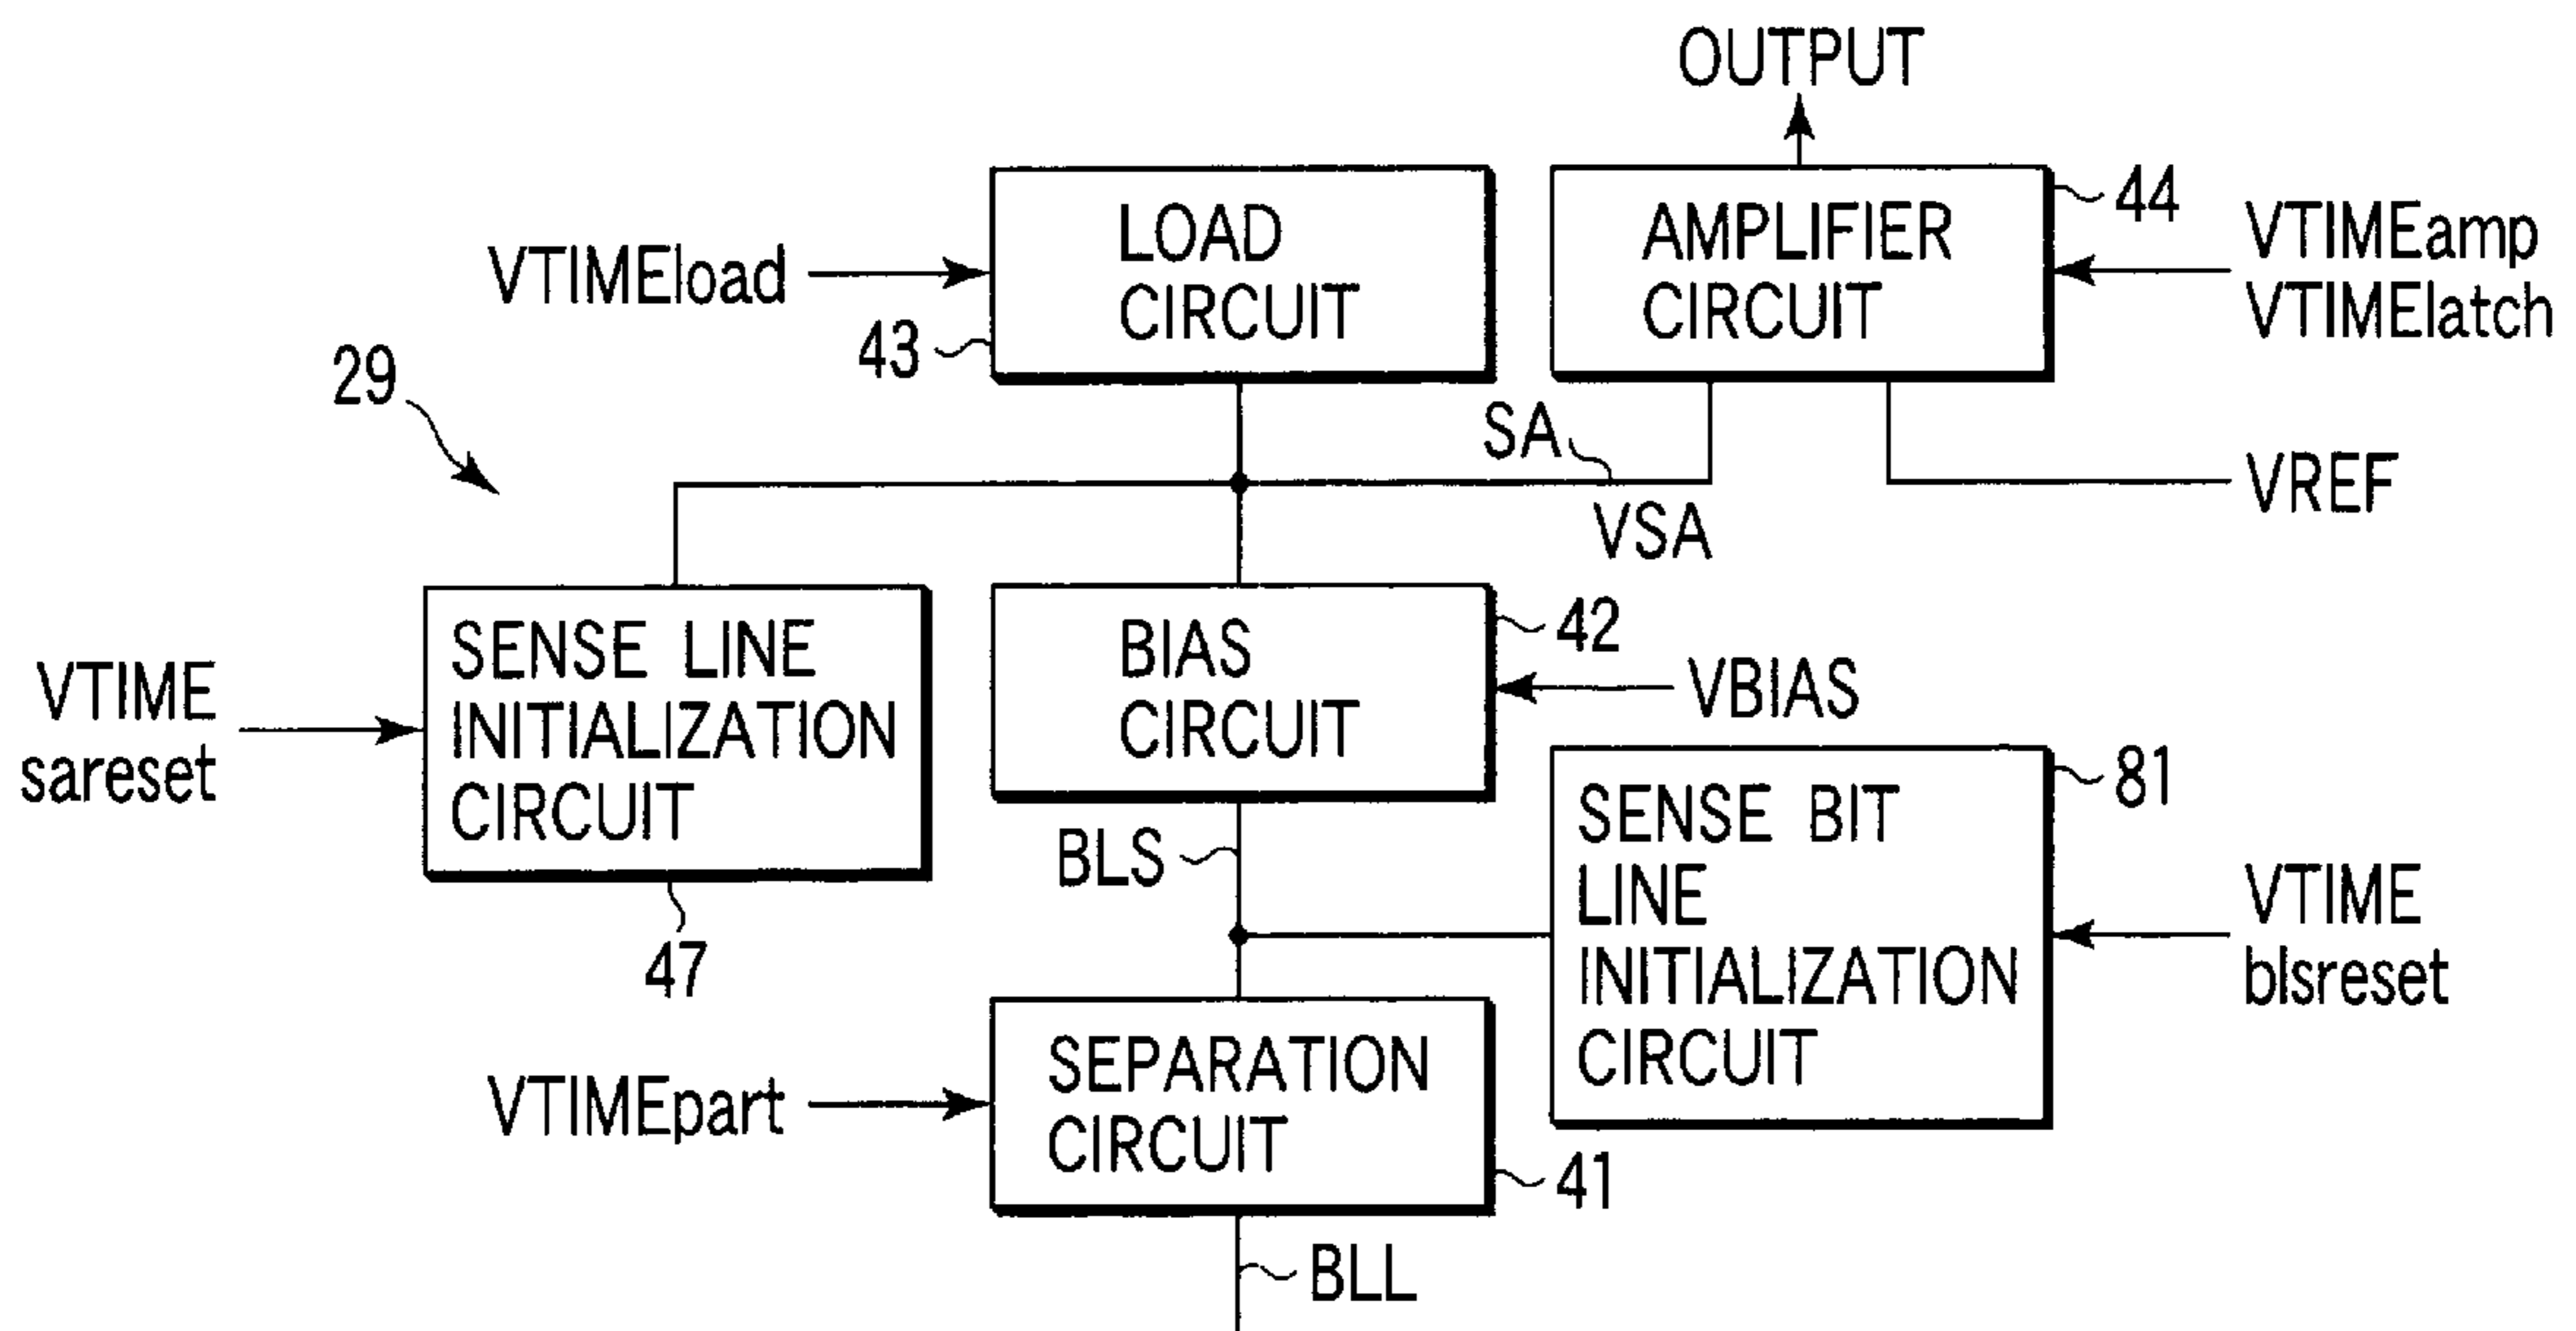 OUTPUT
LOAD
CIRCUIT
AMPLIFIER
CIRCUIT
44
VTIMEamp
VTIMElatch
VTIMEload
43
29
SA
VSA
VREF
SENSE LINE
INITIALIZATION
CIRCUIT
47
VTIME
sareset
BIAS
CIRCUIT
42
VBIAS
BLS
SENSE BIT
LINE
INITIALIZATION
CIRCUIT
81
VTIME
blsreset
SEPARATION
CIRCUIT
41
VTIMEpart
BLL